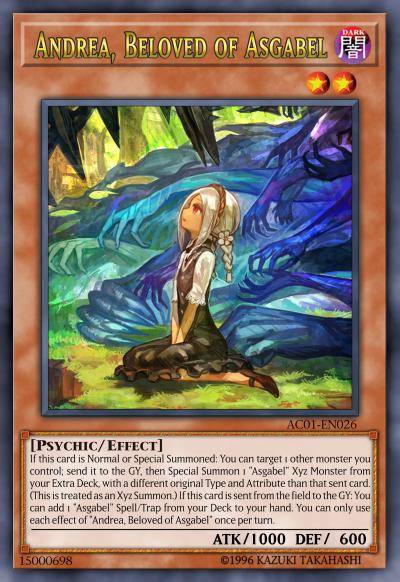 Andrea, Beloved of Asgabel
DARK
闇
AC01-EN026
[Psychic/Effect]
If this card is Normal or Special Summoned: You can target 1 other monster you
control; send it to the GY, then Special Summon 1 "Asgabel" Xyz Monster from
your Extra Deck, with a different original Type and Attribute than that sent card.
(This is treated as an Xyz Summon.) If this card is sent from the field to the GY: You
can add 1 "Asgabel" Spell/Trap from your Deck to your hand. You can only use
each effect of "Andrea, Beloved of Asgabel" once per turn.
ATK/1000 DEF/ 600
15000698
©1996 KAZUKI TAKAHASHI